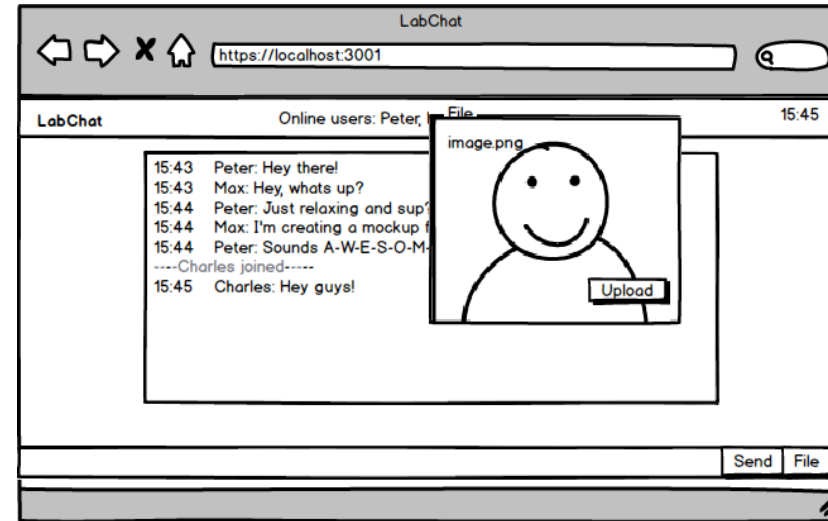 LabChat
https://localhost:3001
LabChat
Online users: Peter,
File
15:45
image.png
15:43 Peter: Hey there!
15:43 Max: Hey, whats up?
15:44 Peter: Just relaxing and sup?
15:44 Max: I'm creating a mockup
15:44 Peter: Sounds A-W-E-S-O-M-
----Charles joined-----
15:45 Charles: Hey guys!
Upload
Send File